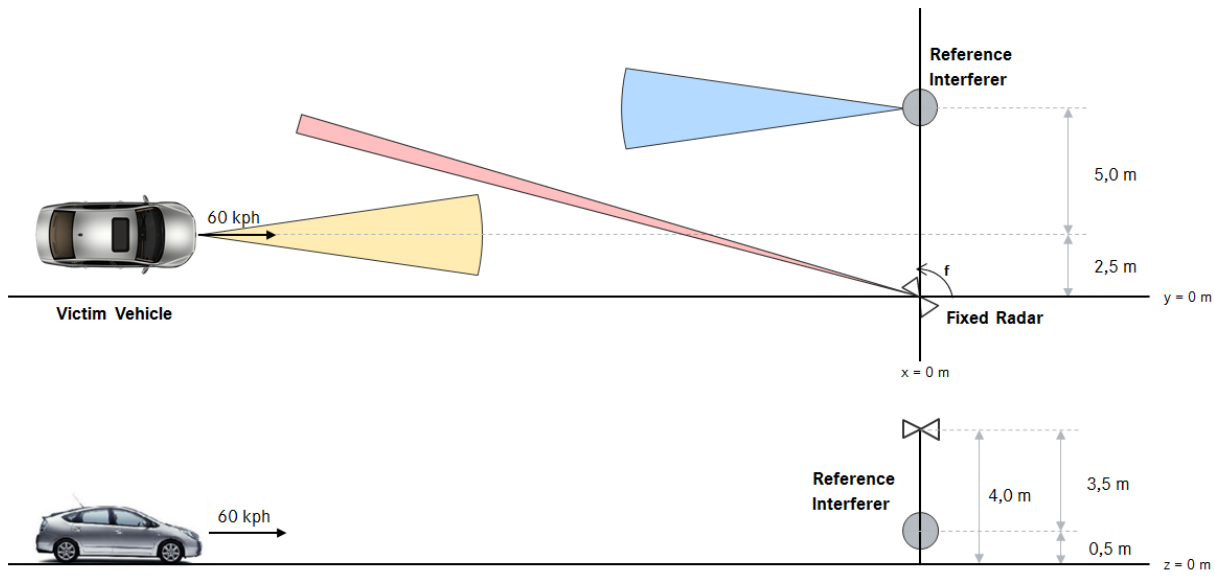 Reference
Interferer
60 kph
5,0 m
f
2,5 m
y = 0 m
Victim Vehicle
Fixed Radar
x = 0 m
Reference
Interferer
60 kph
4,0 m
3,5 m
0,5 m
z = 0 m